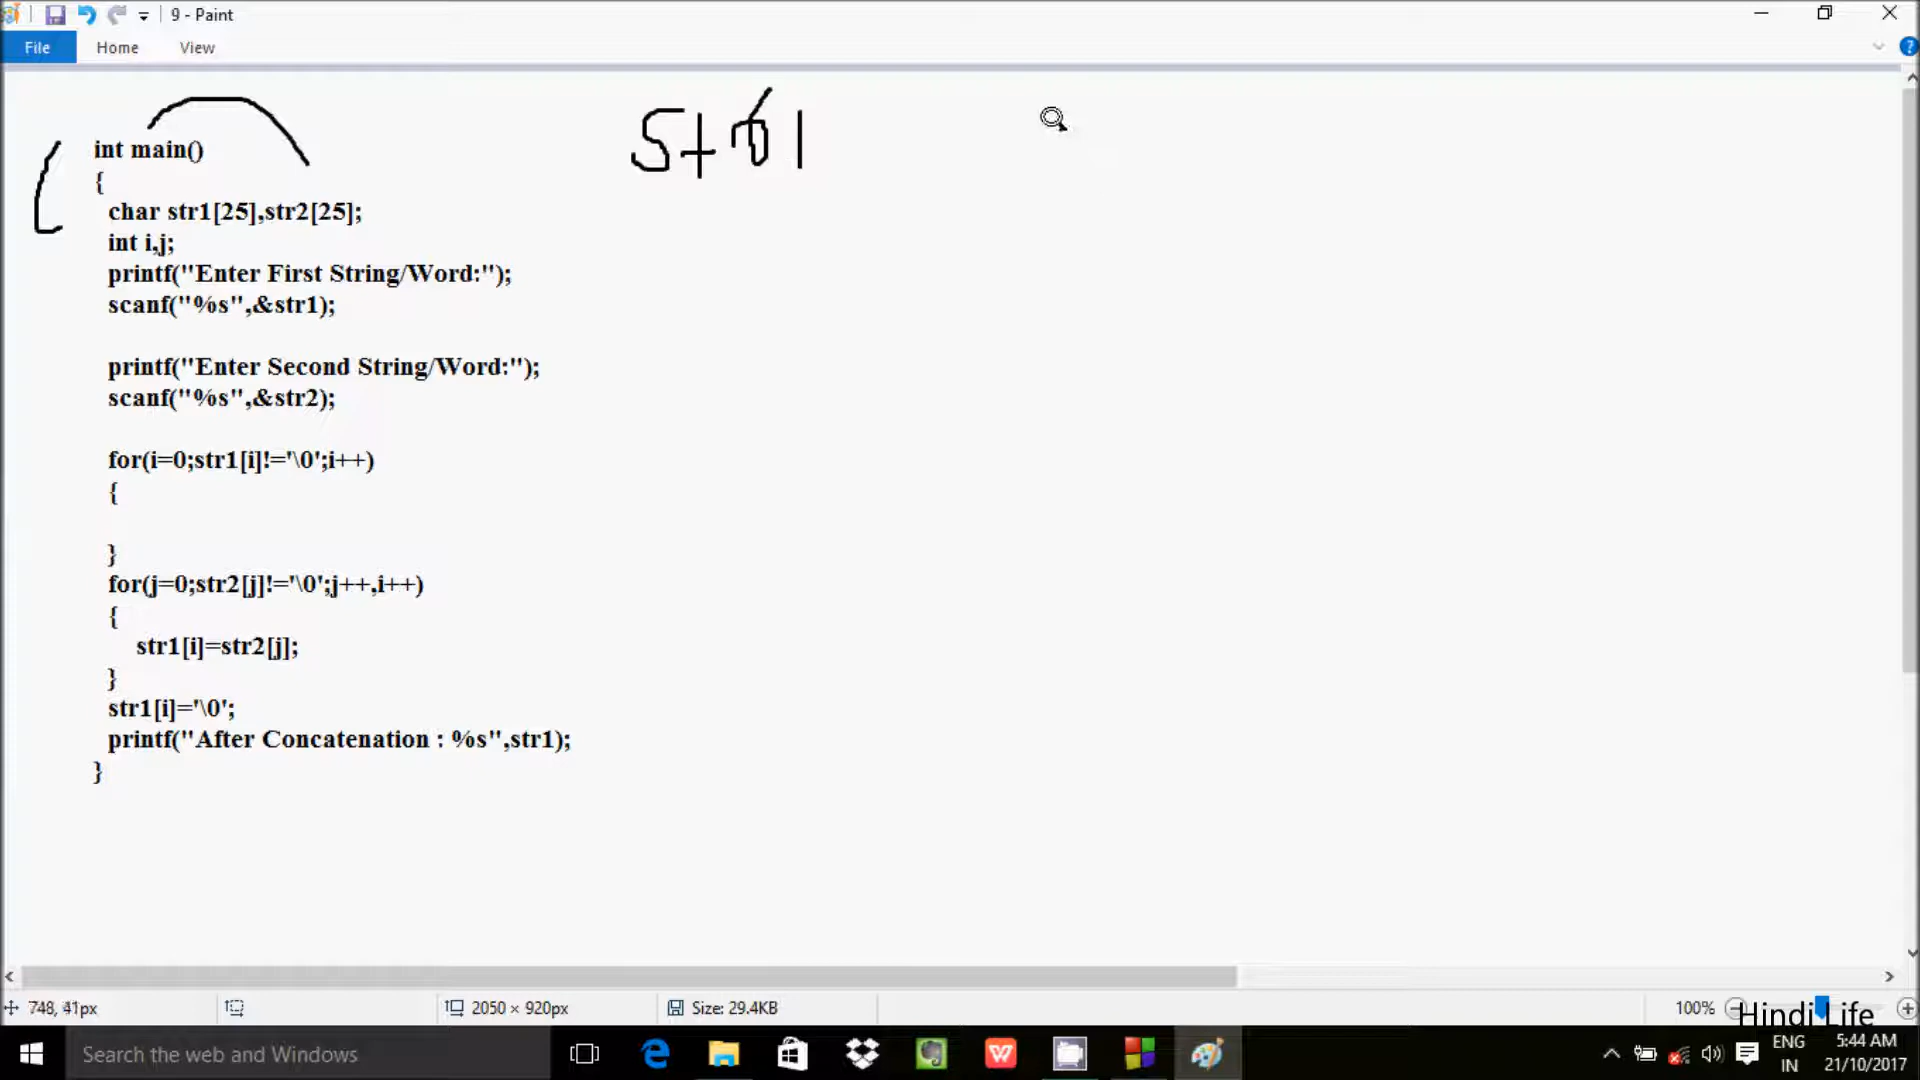 9 - Paint
File Home View
str1
int main()
{
char str1[25],str2[25];
int i,j;
printf("Enter First String/Word:");
scanf("%s",&str1);
printf("Enter Second String/Word:");
scanf("%s",&str2);
for(i=0;str1[i]!='\0';i++)
{
}
for(j=0;str2[j]!='\0';j++,i++)
{
str1[i]=str2[j];
}
str1[i]='\0';
printf("After Concatenation : %s",str1);
}
748, 41px 2050 × 920px Size: 29.4KB 100%
Hindi Life
Search the web and Windows
ENG 5:44 AM
IN 21/10/2017